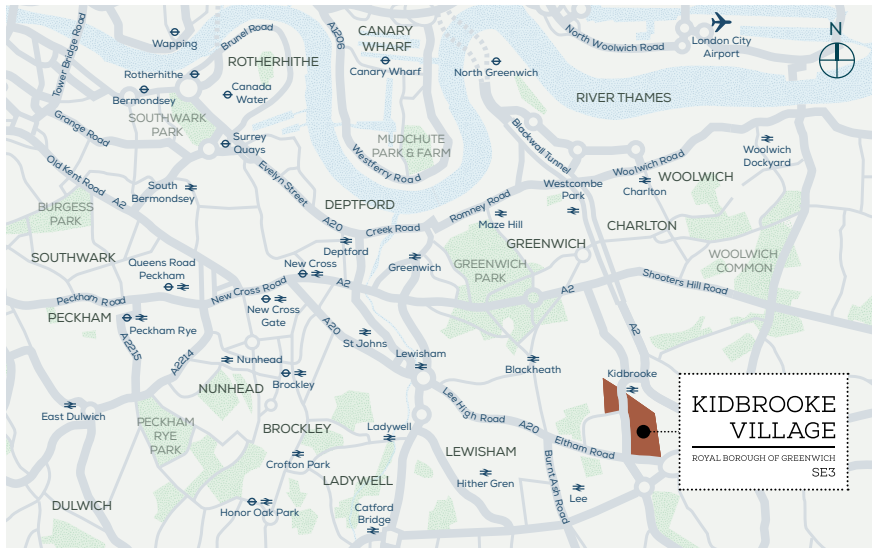 Tower Bridge Road
Wapping
Brunel Road
A1206
CANARY
WHARF
Canary Wharf
North Woolwich Road
London City
Airport
N
Rotherhithe
ROTHERHITHE
North Greenwich
Bermondsey
Canada
Water
RIVER THAMES
Grange Road
SOUTHWARK
PARK
Surrey
Quays
MUDCHUTE
PARK & FARM
Blackwall Tunnel
Woolwich
Dockyard
Old Kent Road
A2
South
Bermondsey
Evelyn Street
Westferry Road
Westcombe
Park
Woolwich Road
Charlton
WOOLWICH
BURGESS
PARK
DEPTFORD
A20
Creek Road
Romney Road
Maze Hill
CHARLTON
GREENWICH
SOUTHWARK
Queens Road
Peckham
Deptford
New Cross
Greenwich
GREENWICH
PARK
WOOLWICH
COMMON
Peckham Road
New Cross Road
A2
A2
Shooters Hill Road
PECKHAM
Peckham Rye
New Cross
Gate
A20
St Johns
A2
A2215
A2214
Nunhead
Lewisham
Blackheath
Kidbrooke
NUNHEAD
Brockley
East Dulwich
PECKHAM
RYE
PARK
BROCKLEY
Ladywell
Lee High Road
A20
Eltham Road
KIDBROOKE
VILLAGE
ROYAL BOROUGH OF GREENWICH
SE3
Crofton Park
LADYWELL
LEWISHAM
Hither Gren
Burnt Ash Road
Lee
DULWICH
Honor Oak Park
Catford
Bridge